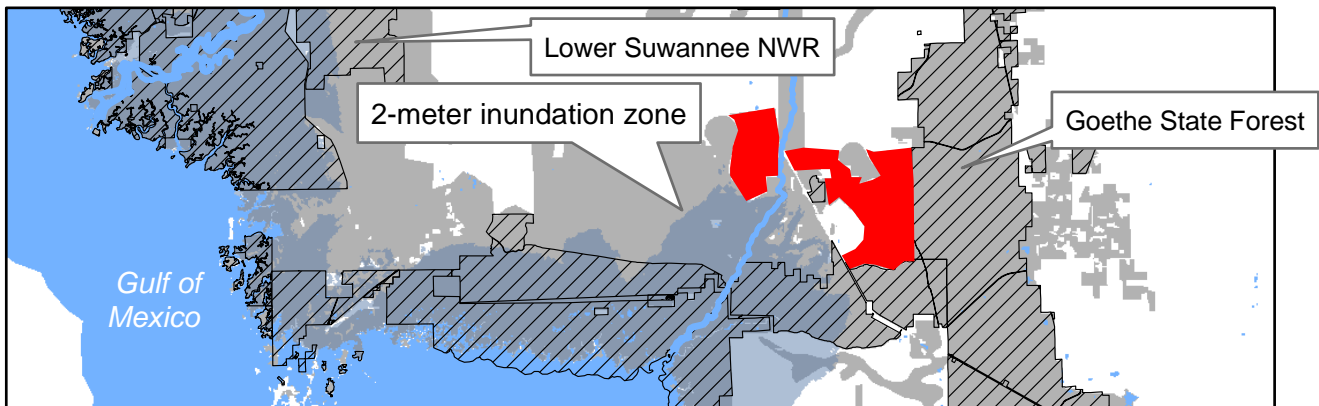 Lower Suwannee NWR
2-meter inundation zone
Goethe State Forest
Gulf of
Mexico